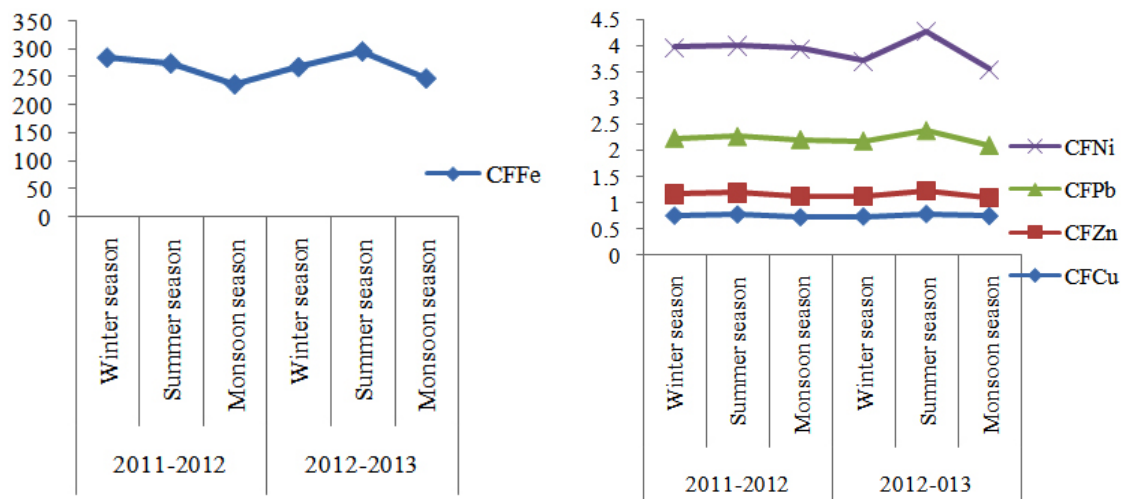 350
300
250
200
150
100
50
0
CFFe
Winter season
Summer season
Monsoon season
Winter season
Summer season
Monsoon season
2011-2012
2012-2013
4.5
4
3.5
3
2.5
2
1.5
1
0.5
0
CFNi
CFPb
CFZn
CFCu
Winter season
Summer season
Monsoon season
Winter season
Summer season
Monsoon season
2011-2012
2012-013